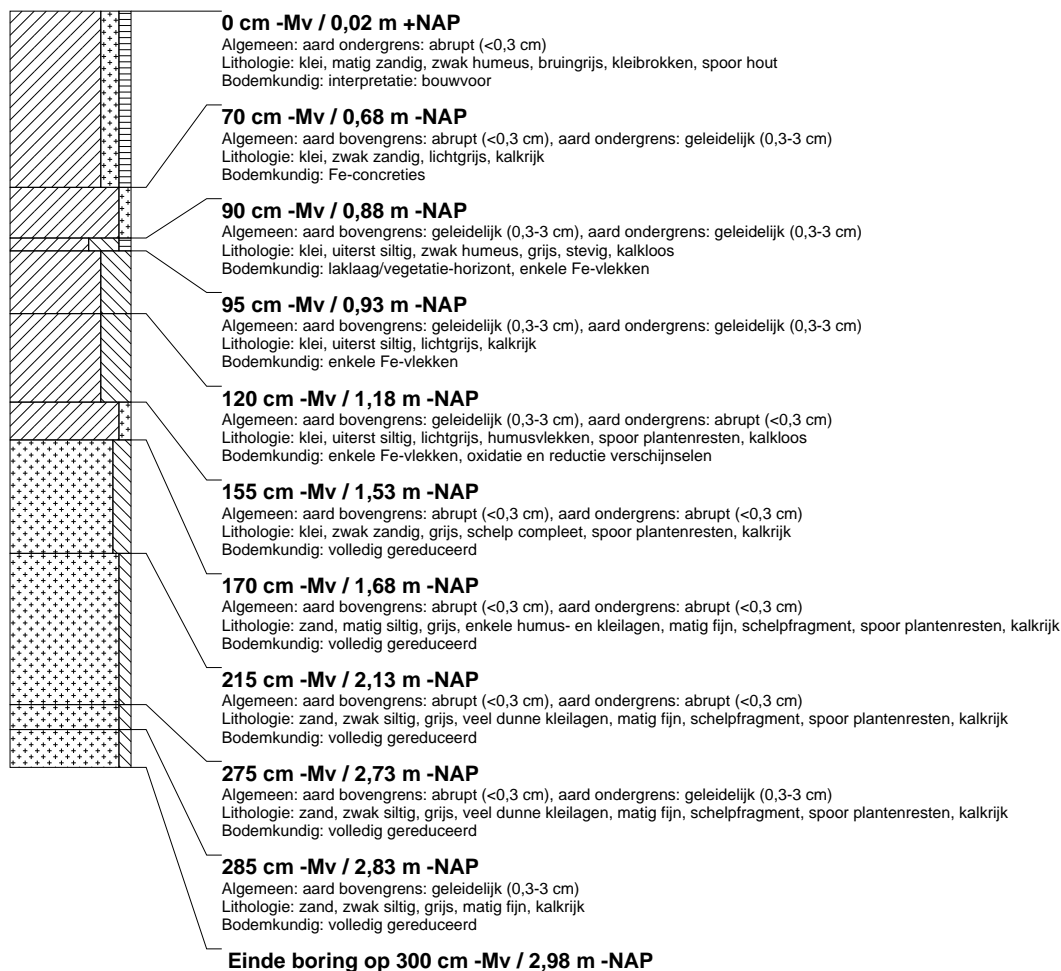 0 cm -Mv / 0,02 m +NAP
Algemeen: aard ondergrens: abrupt (<0,3 cm)
Lithologie: klei, matig zandig, zwak humeus, bruingrijs, kleibrokken, spoor hout
Bodemkundig: interpretatie: bouwvoor
70 cm -Mv / 0,68 m -NAP
Algemeen: aard bovengrens: abrupt (<0,3 cm), aard ondergrens: geleidelijk (0,3-3 cm)
Lithologie: klei, zwak zandig, lichtgrijs, kalkrijk
Bodemkundig: Fe-concreties
90 cm -Mv / 0,88 m -NAP
Algemeen: aard bovengrens: geleidelijk (0,3-3 cm), aard ondergrens: geleidelijk (0,3-3 cm)
Lithologie: klei, uiterst siltig, zwak humeus, grijs, stevig, kalkloos
Bodemkundig: laklaag/vegetatie-horizont, enkele Fe-vlekken
95 cm -Mv / 0,93 m -NAP
Algemeen: aard bovengrens: geleidelijk (0,3-3 cm), aard ondergrens: geleidelijk (0,3-3 cm)
Lithologie: klei, uiterst siltig, lichtgrijs, kalkrijk
Bodemkundig: enkele Fe-vlekken
120 cm -Mv / 1,18 m -NAP
Algemeen: aard bovengrens: geleidelijk (0,3-3 cm), aard ondergrens: abrupt (<0,3 cm)
Lithologie: klei, uiterst siltig, lichtgrijs, humusvlekken, spoor plantenresten, kalkloos
Bodemkundig: enkele Fe-vlekken, oxidatie en reductie verschijnselen
155 cm -Mv / 1,53 m -NAP
Algemeen: aard bovengrens: abrupt (<0,3 cm), aard ondergrens: abrupt (<0,3 cm)
Lithologie: klei, zwak zandig, grijs, schelp compleet, spoor plantenresten, kalkrijk
Bodemkundig: volledig gereduceerd
170 cm -Mv / 1,68 m -NAP
Algemeen: aard bovengrens: abrupt (<0,3 cm), aard ondergrens: abrupt (<0,3 cm)
Lithologie: zand, matig siltig, grijs, enkele humus- en kleilagen, matig fijn, schelpfragment, spoor plantenresten, kalkrijk
Bodemkundig: volledig gereduceerd
215 cm -Mv / 2,13 m -NAP
Algemeen: aard bovengrens: abrupt (<0,3 cm), aard ondergrens: abrupt (<0,3 cm)
Lithologie: zand, zwak siltig, grijs, veel dunne kleilagen, matig fijn, schelpfragment, spoor plantenresten, kalkrijk
Bodemkundig: volledig gereduceerd
275 cm -Mv / 2,73 m -NAP
Algemeen: aard bovengrens: abrupt (<0,3 cm), aard ondergrens: geleidelijk (0,3-3 cm)
Lithologie: zand, zwak siltig, grijs, veel dunne kleilagen, matig fijn, schelpfragment, spoor plantenresten, kalkrijk
Bodemkundig: volledig gereduceerd
285 cm -Mv / 2,83 m -NAP
Algemeen: aard bovengrens: geleidelijk (0,3-3 cm)
Lithologie: zand, zwak siltig, grijs, matig fijn, kalkrijk
Bodemkundig: volledig gereduceerd
Einde boring op 300 cm -Mv / 2,98 m -NAP